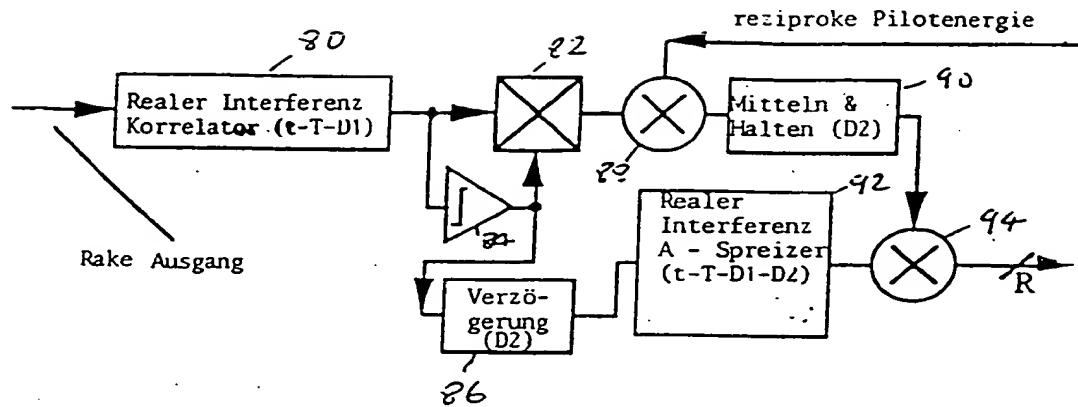 reziproke Pilotenergie
80
82
90
Realer Interferenz
Korrelator (t-T-D1)
Mitteln &
Halten (D2)
92
Realer
Interferenz
A - Spreizer
(t-T-D1-D2)
94
Rake Ausgang
R
Verzö-
gerung
(D2)
86